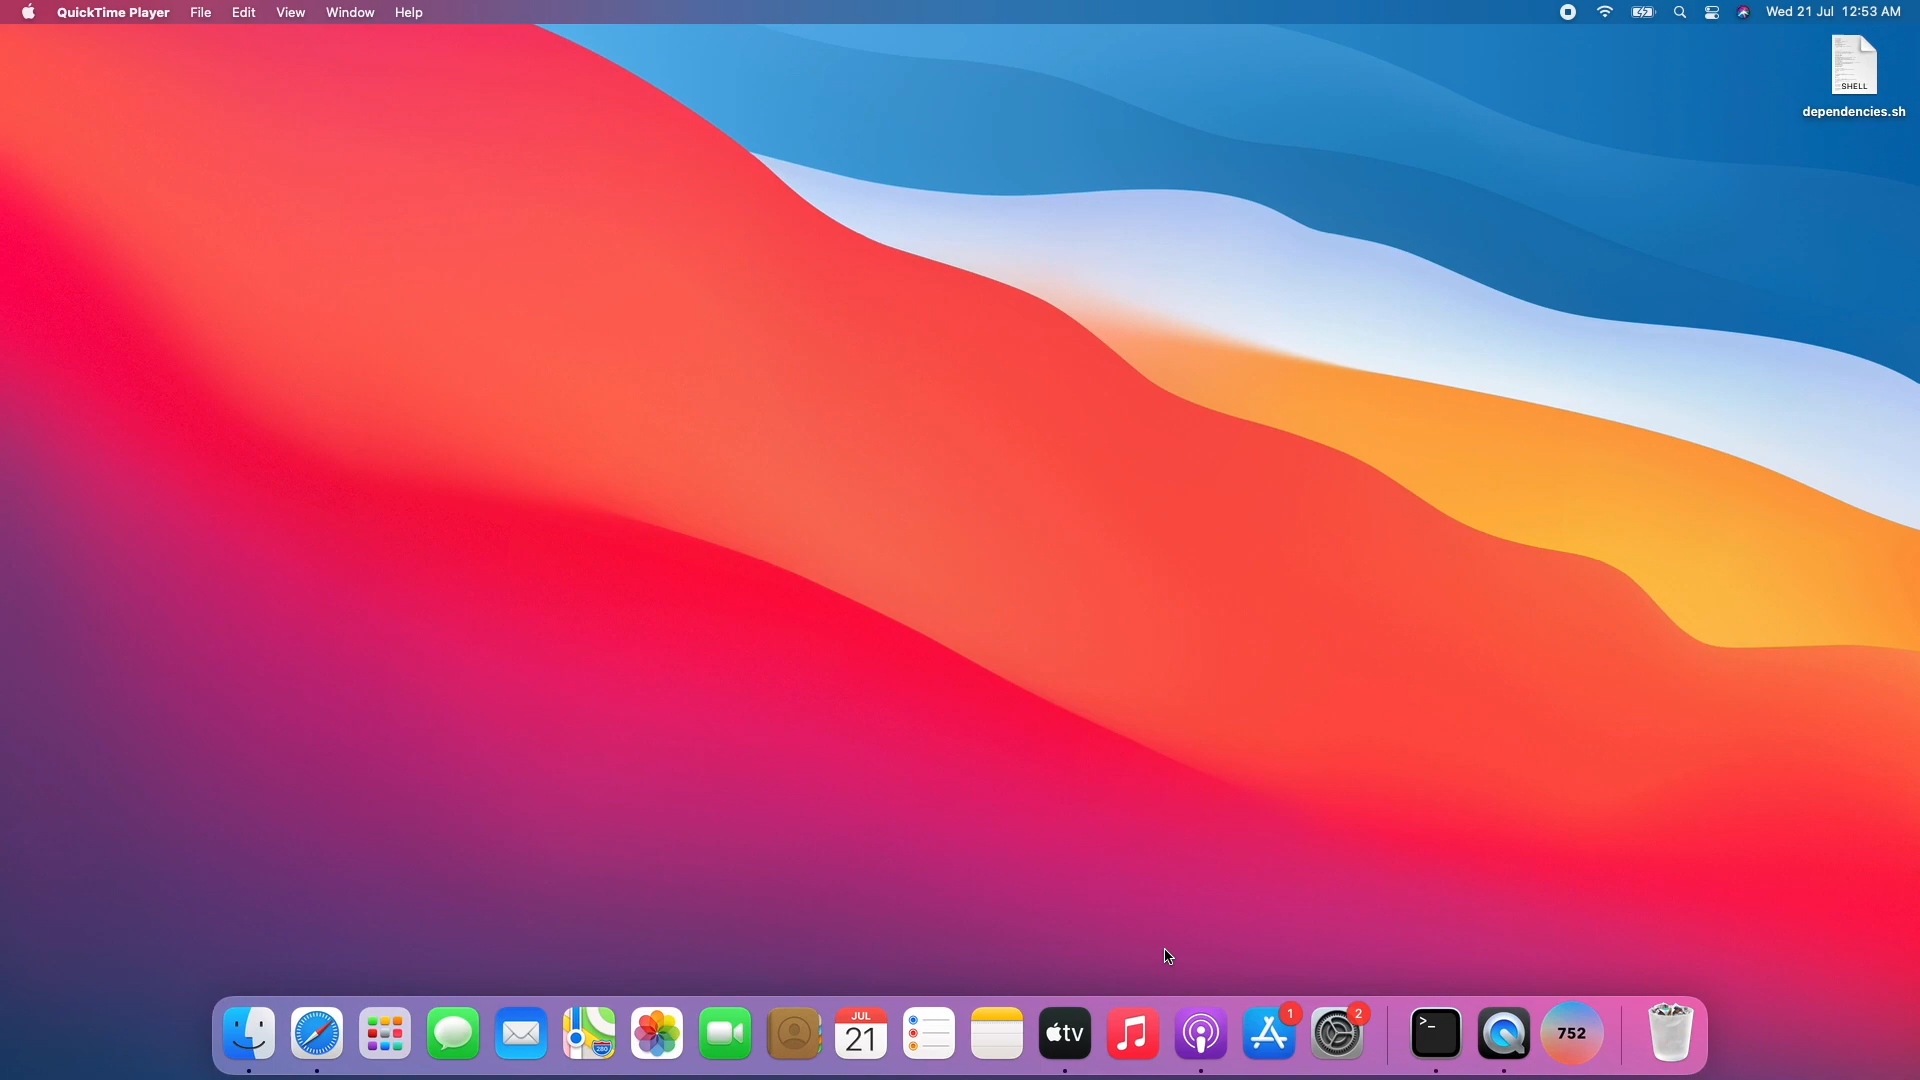 QuickTime Player File Edit View Window Help Wed 21 Jul 12:53 AM
SHELL
dependencies.sh
JUL
21
280
tv
1
2
>_
752